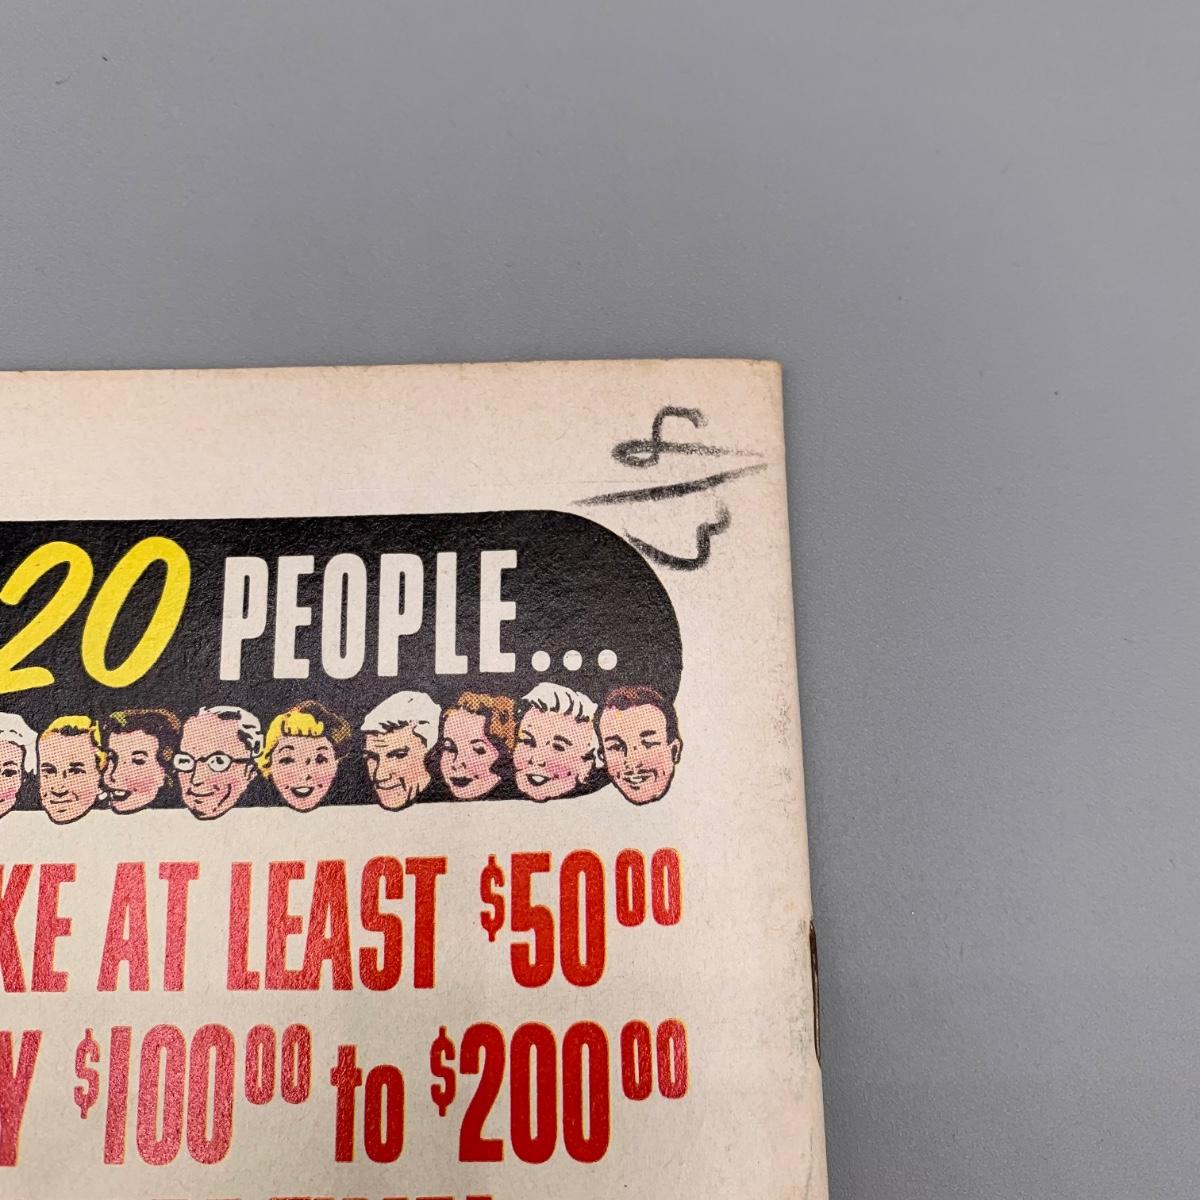 20 PEOPLE...
KE AT LEAST $50.00
Y $100.00 to $200.00